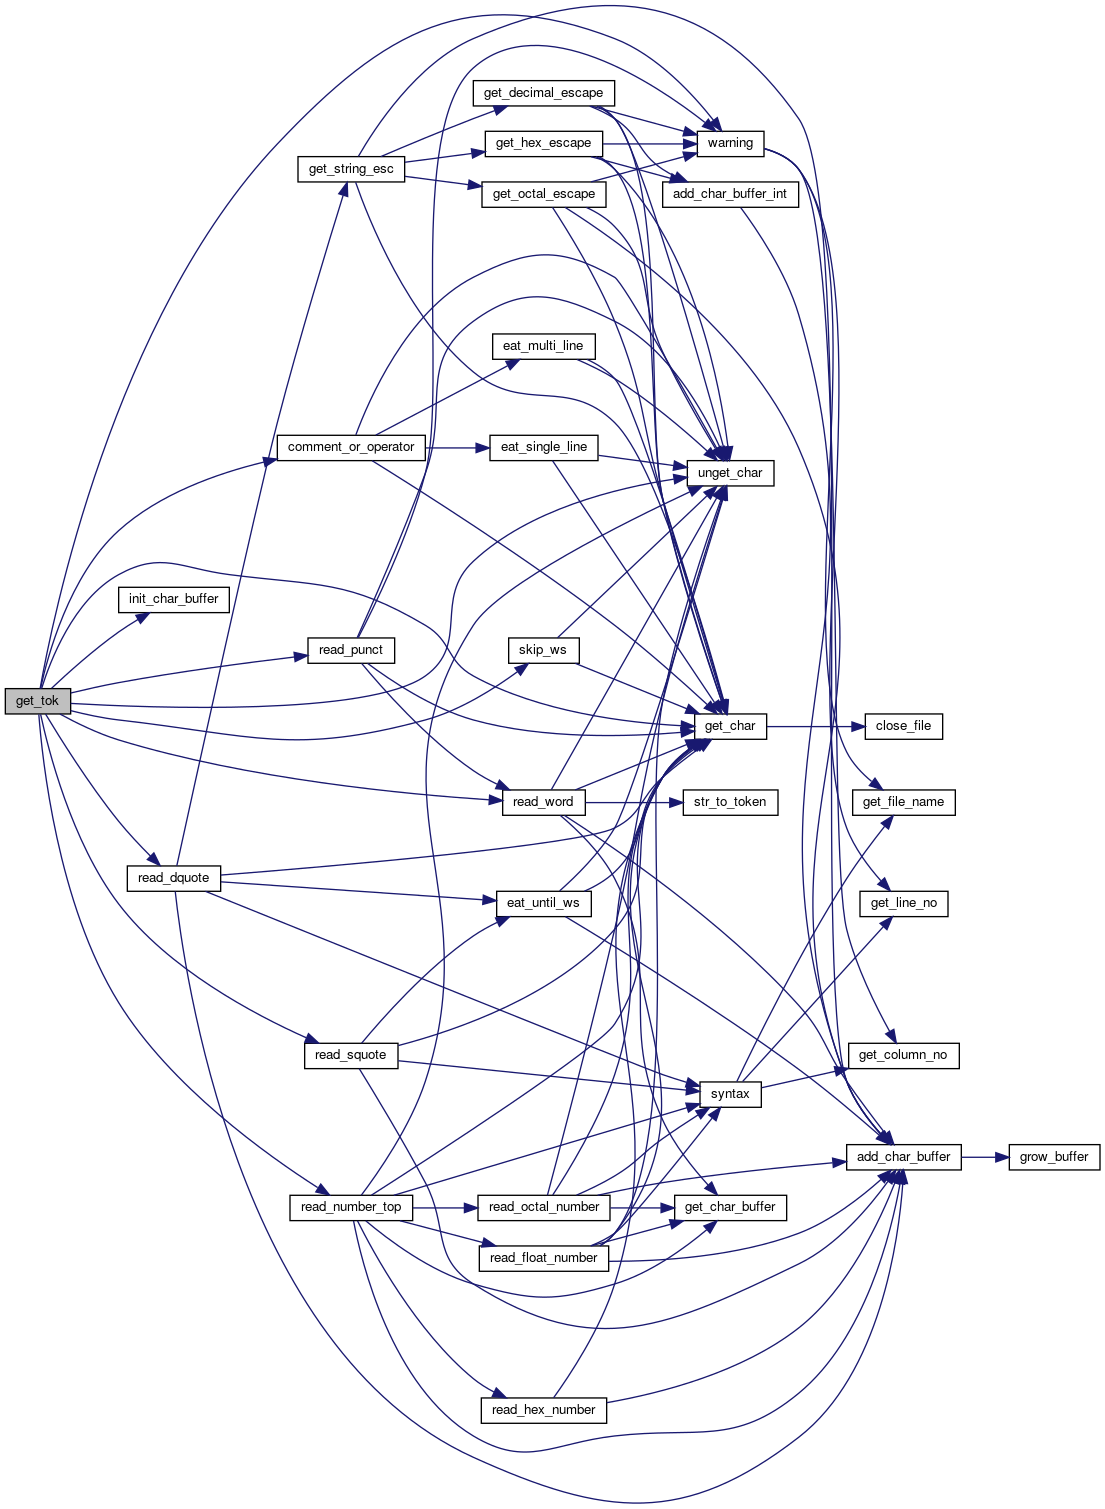 get_decimal_escape
get_hex_escape
warning
get_string_esc
get_octal_escape
add_char_buffer_int
eat_multi_line
comment_or_operator
eat_single_line
unget_char
init_char_buffer
read_punct
skip_ws
get_tok
get_char
close_file
read_word
str_to_token
get_file_name
read_dquote
eat_until_ws
get_line_no
read_squote
get_column_no
syntax
add_char_buffer
grow_buffer
read_number_top
read_octal_number
get_char_buffer
read_float_number
read_hex_number